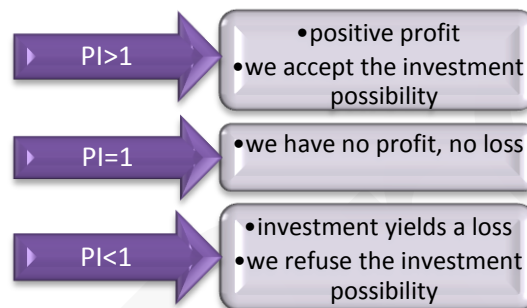 PI>1
•positive profit
•we accept the investment
possibility
PI=1
•we have no profit, no loss
PI<1
•investment yields a loss
•we refuse the investment
possibility